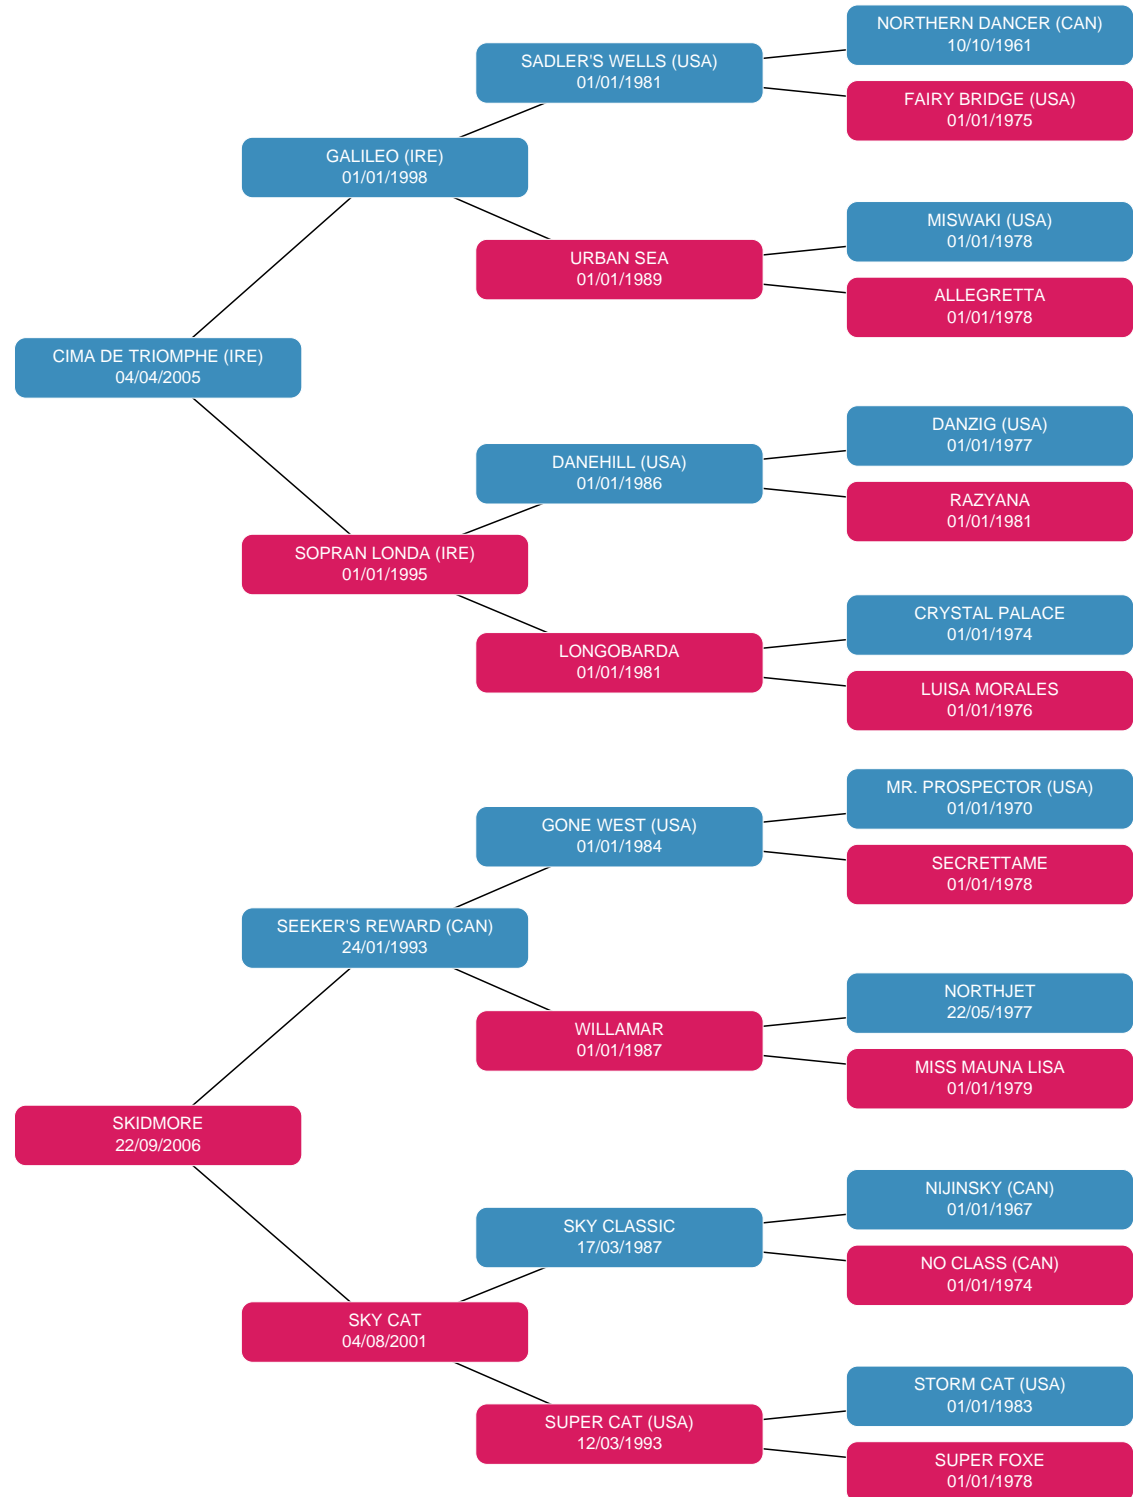 NORTHERN DANCER (CAN)
10/10/1961
SADLER'S WELLS (USA)
01/01/1981
FAIRY BRIDGE (USA)
01/01/1975
GALILEO (IRE)
01/01/1998
MISWAKI (USA)
01/01/1978
URBAN SEA
01/01/1989
ALLEGRETTA
01/01/1978
CIMA DE TRIOMPHE (IRE)
04/04/2005
DANZIG (USA)
01/01/1977
DANEHILL (USA)
01/01/1986
RAZYANA
01/01/1981
SOPRAN LONDA (IRE)
01/01/1995
CRYSTAL PALACE
01/01/1974
LONGOBARDA
01/01/1981
LUISA MORALES
01/01/1976
MR. PROSPECTOR (USA)
01/01/1970
GONE WEST (USA)
01/01/1984
SECRETTAME
01/01/1978
SEEKER'S REWARD (CAN)
24/01/1993
NORTHJET
22/05/1977
WILLAMAR
01/01/1987
MISS MAUNA LISA
01/01/1979
SKIDMORE
22/09/2006
NIJINSKY (CAN)
01/01/1967
SKY CLASSIC
17/03/1987
NO CLASS (CAN)
01/01/1974
SKY CAT
04/08/2001
STORM CAT (USA)
01/01/1983
SUPER CAT (USA)
12/03/1993
SUPER FOXE
01/01/1978